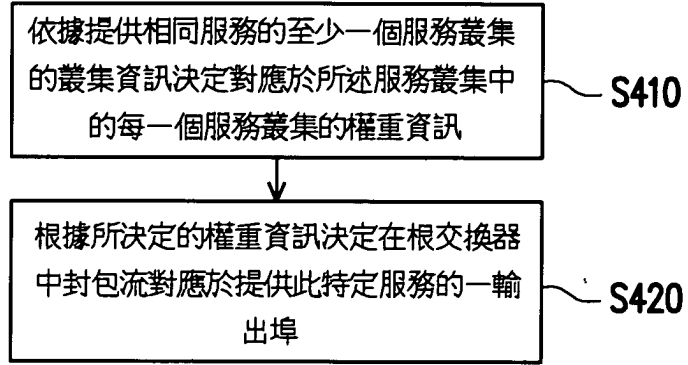 依據提供相同服務的至少一個服務叢集
的叢集資訊決定對應於所述服務叢集中
的每一個服務叢集的權重資訊
S410
根據所決定的權重資訊決定在根交換器
中封包流對應於提供此特定服務的一輸
出埠
S420